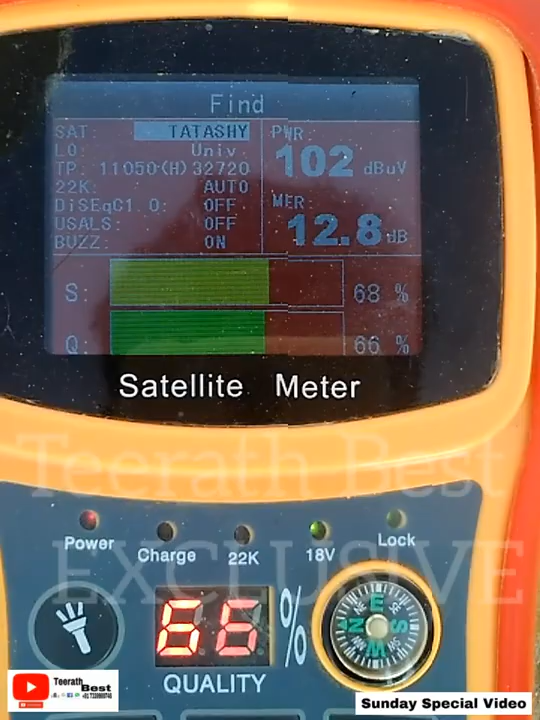 Find
SAT: TATASHY
LO: Univ.
TP: 11050(H)32720
22K: AUTO
DiSEqC1.0: OFF
USALS: OFF
BUZZ: ON
PWR:
102 dBuV
MER:
12.8 dB
S: 68 %
Q: 66 %
Satellite Meter
Teerath Best
EXCLUSIVE
Power
Charge
22K
18V
Lock
66 %
QUALITY
N E S W
Teerath
Best
Sunday Special Video